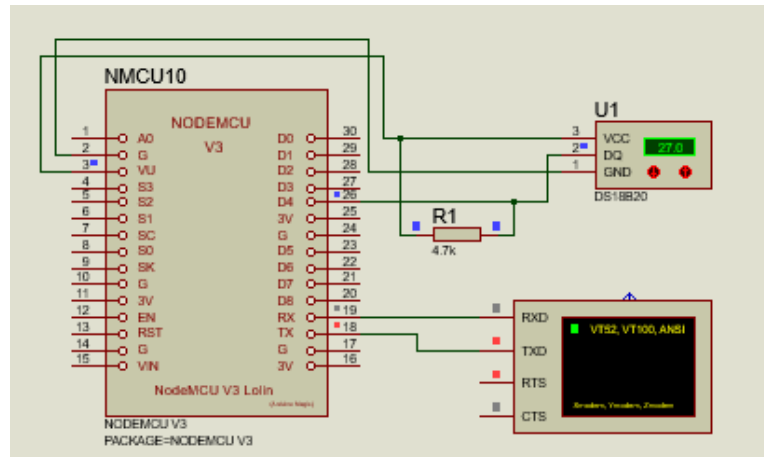 NMCU10
NODEMCU
V3
1 A0 D0 30
2 G D1 29
3 VU D2 28
4 S3 D3 27
5 S2 D4 26
6 S1 3V 25
7 SC G 24
8 S0 D5 23
9 SK D6 22
10 G D7 21
11 3V D8 20
12 EN RX 19
13 RST TX 18
14 G G 17
15 VIN 3V 16
NodeMCU V3 Lolin
NODEMCU V3
PACKAGE=NODEMCU V3
U1
3 VCC
2 DQ 27.0
1 GND
DS18B20
R1
4.7k
RXD
TXD
RTS
CTS
VT52, VT100, ANSI
Xmodem, Ymodem, Zmodem